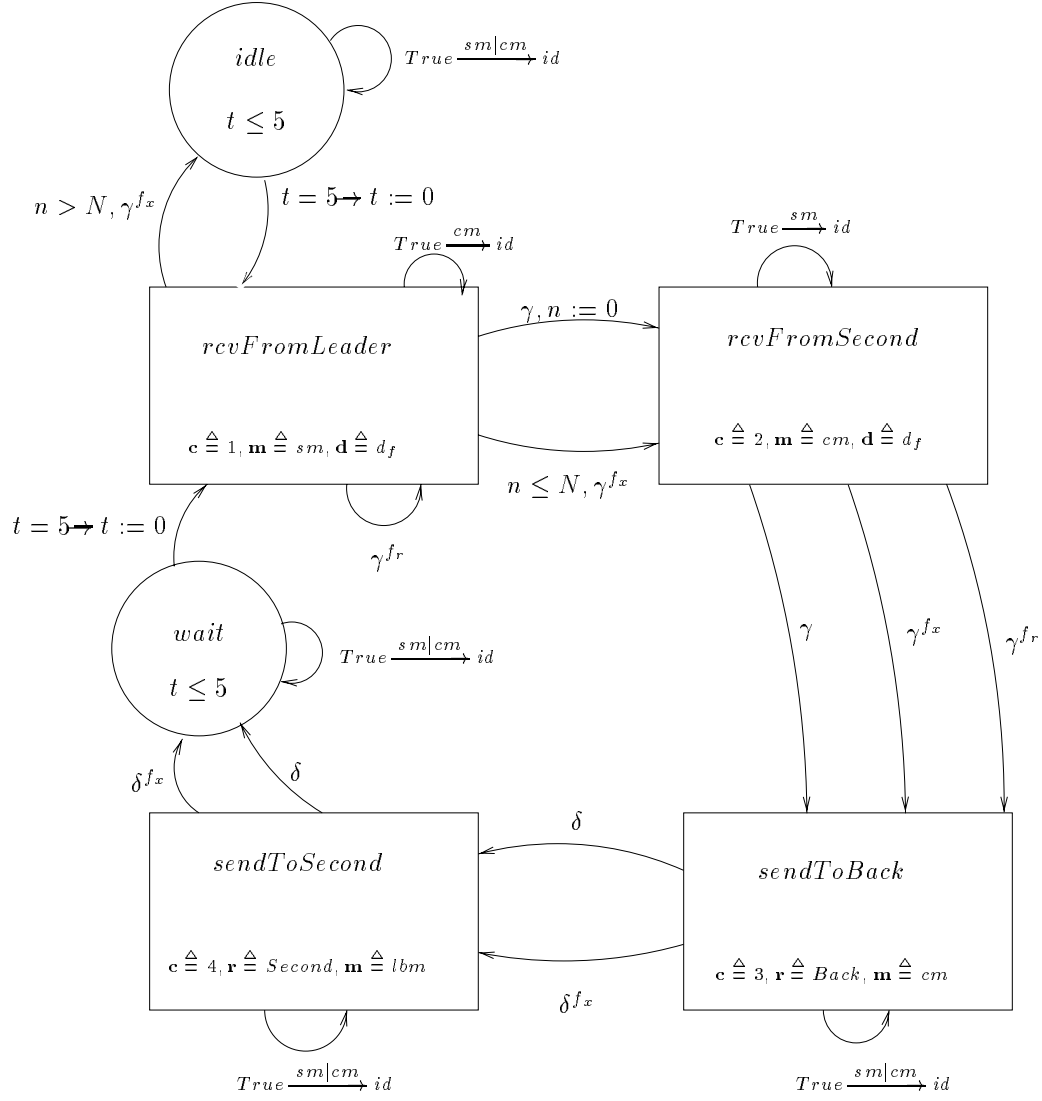 idle
True sm|cm → id
t ≤ 5
n > N, γ^{f_x}
t = 5 → t := 0
True cm → id
True sm → id
rcvFromLeader
γ, n := 0
rcvFromSecond
c ≜ 1, m ≜ sm, d ≜ d_f
c ≜ 2, m ≜ cm, d ≜ d_f
n ≤ N, γ^{f_x}
t = 5 → t := 0
γ^{f_r}
wait
True sm|cm → id
t ≤ 5
γ
γ^{f_x}
γ^{f_r}
δ^{f_x}
δ
δ
sendToSecond
sendToBack
c ≜ 4, r ≜ Second, m ≜ lbm
c ≜ 3, r ≜ Back, m ≜ cm
δ^{f_x}
True sm|cm → id
True sm|cm → id